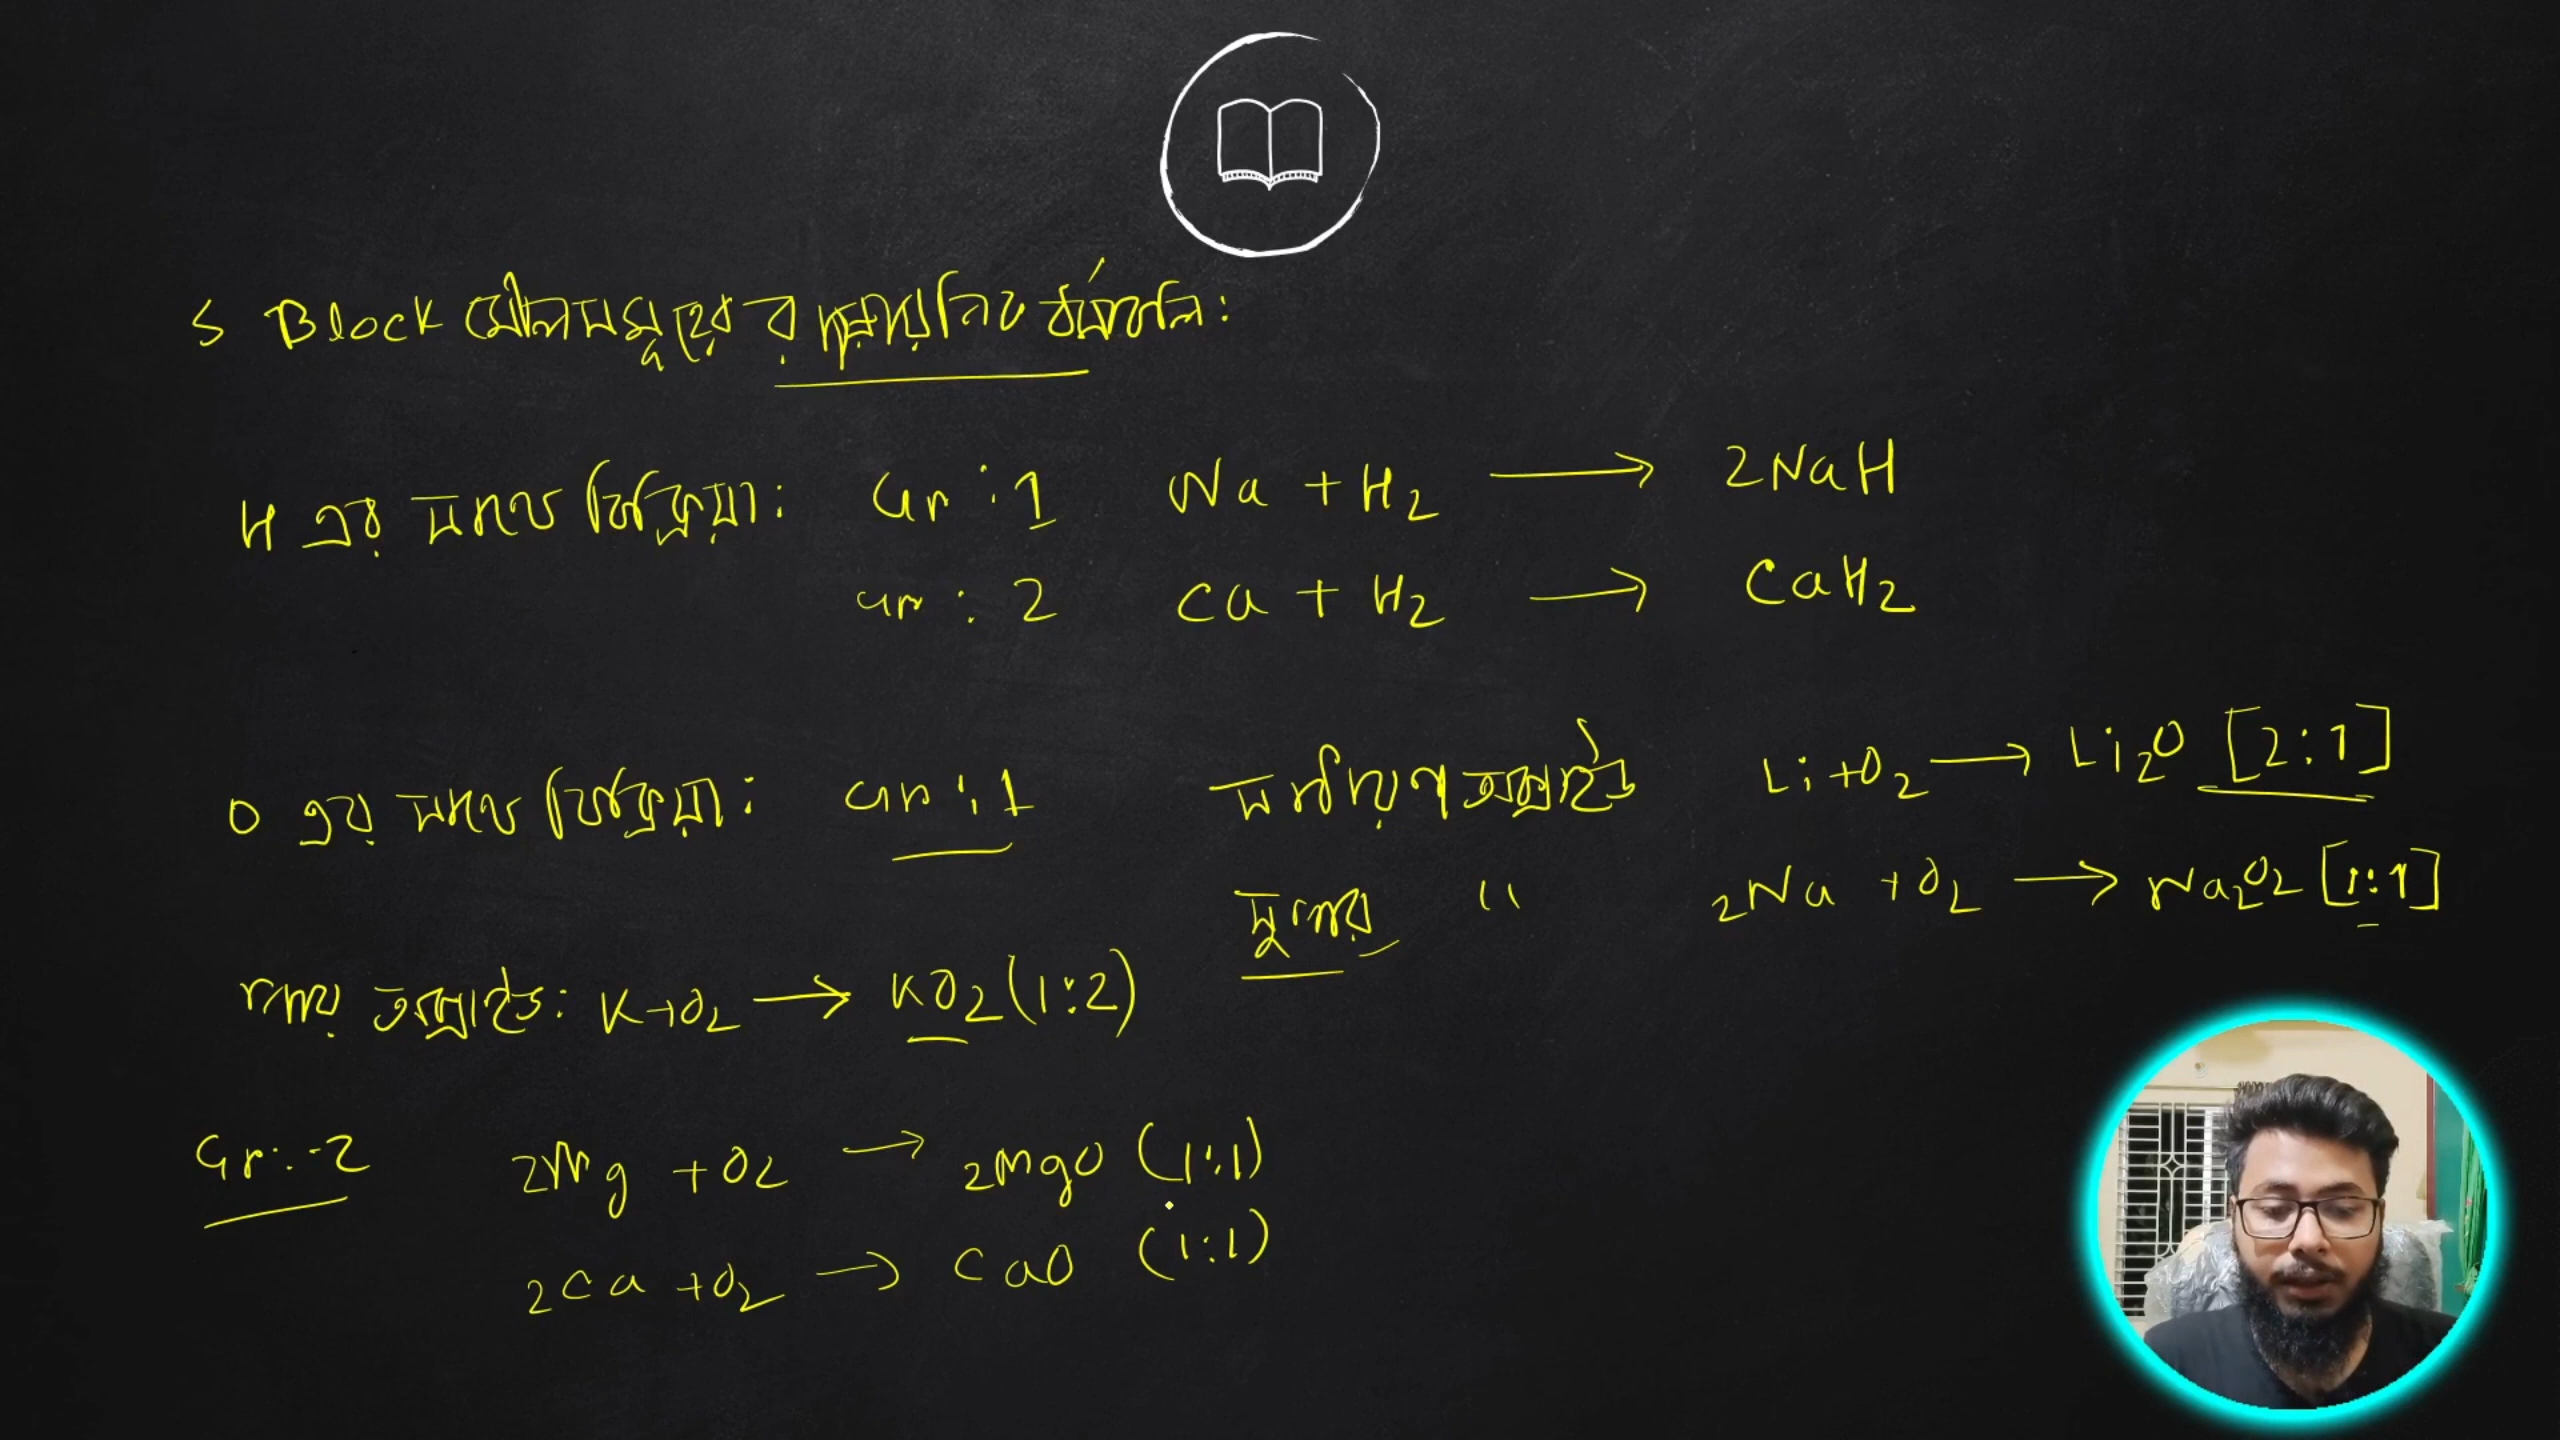 S Block মৌলসমূহের রাসায়নিক ধর্মাবলি:
H এর সাথে বিক্রিয়া: Gr: 1 Na + H2 ⟶ 2NaH
Gr: 2 Ca + H2 ⟶ CaH2
O এর সাথে বিক্রিয়া: Gr: 1 অক্সাইড Li + O2 ⟶ Li2O [2:1]
সুপার " 2Na + O2 ⟶ Na2O2 [1:1]
অক্সাইড: K + O2 ⟶ KO2 (1:2)
Gr:-2 2Mg + O2 → 2MgO (1:1)
2Ca + O2 → CaO (1:1)